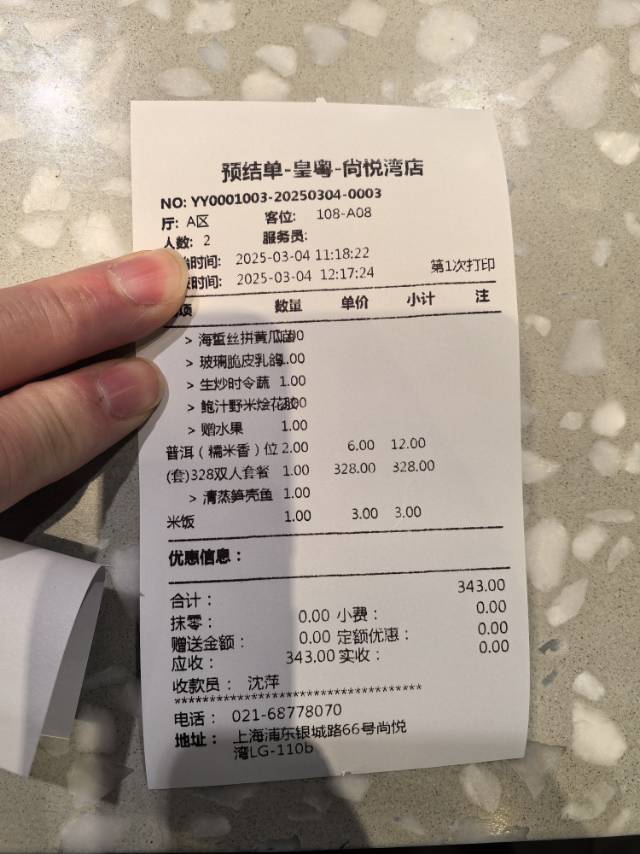 预结单-皇粤-尚悦湾店
NO: YY0001003-20250304-0003
厅: A区 客位: 108-A08
人数: 2 服务员:
时间: 2025-03-04 11:18:22
时间: 2025-03-04 12:17:24 第1次打印
项 数量 单价 小计 注
> 海蜇丝拼黄瓜
> 玻璃脆皮乳鸽 1.00
> 生炒时令蔬 1.00
> 鲍汁野米烩花胶
> 赠水果 1.00
普洱（糯米香）位 2.00 6.00 12.00
(套)328双人套餐 1.00 328.00 328.00
> 清蒸笋壳鱼 1.00
米饭 1.00 3.00 3.00
优惠信息：
合计： 343.00
抹零： 0.00 小费： 0.00
赠送金额： 0.00 定额优惠： 0.00
应收： 343.00 实收： 0.00
收款员： 沈萍
****************************************
电话： 021-68778070
地址： 上海浦东银城路66号尚悦
湾LG-110b